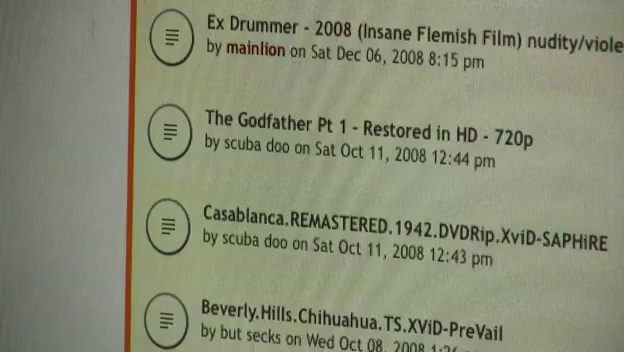 Ex Drummer - 2008 (Insane Flemish Film) nudity/viole
by mainlion on Sat Dec 06, 2008 8:15 pm
The Godfather Pt 1 - Restored in HD - 720p
by scuba doo on Sat Oct 11, 2008 12:44 pm
Casablanca.REMASTERED.1942.DVDRip.XviD-SAPHiRE
by scuba doo on Sat Oct 11, 2008 12:43 pm
Beverly.Hills.Chihuahua.TS.XViD-PreVail
by but secks on Wed Oct 08, 2008